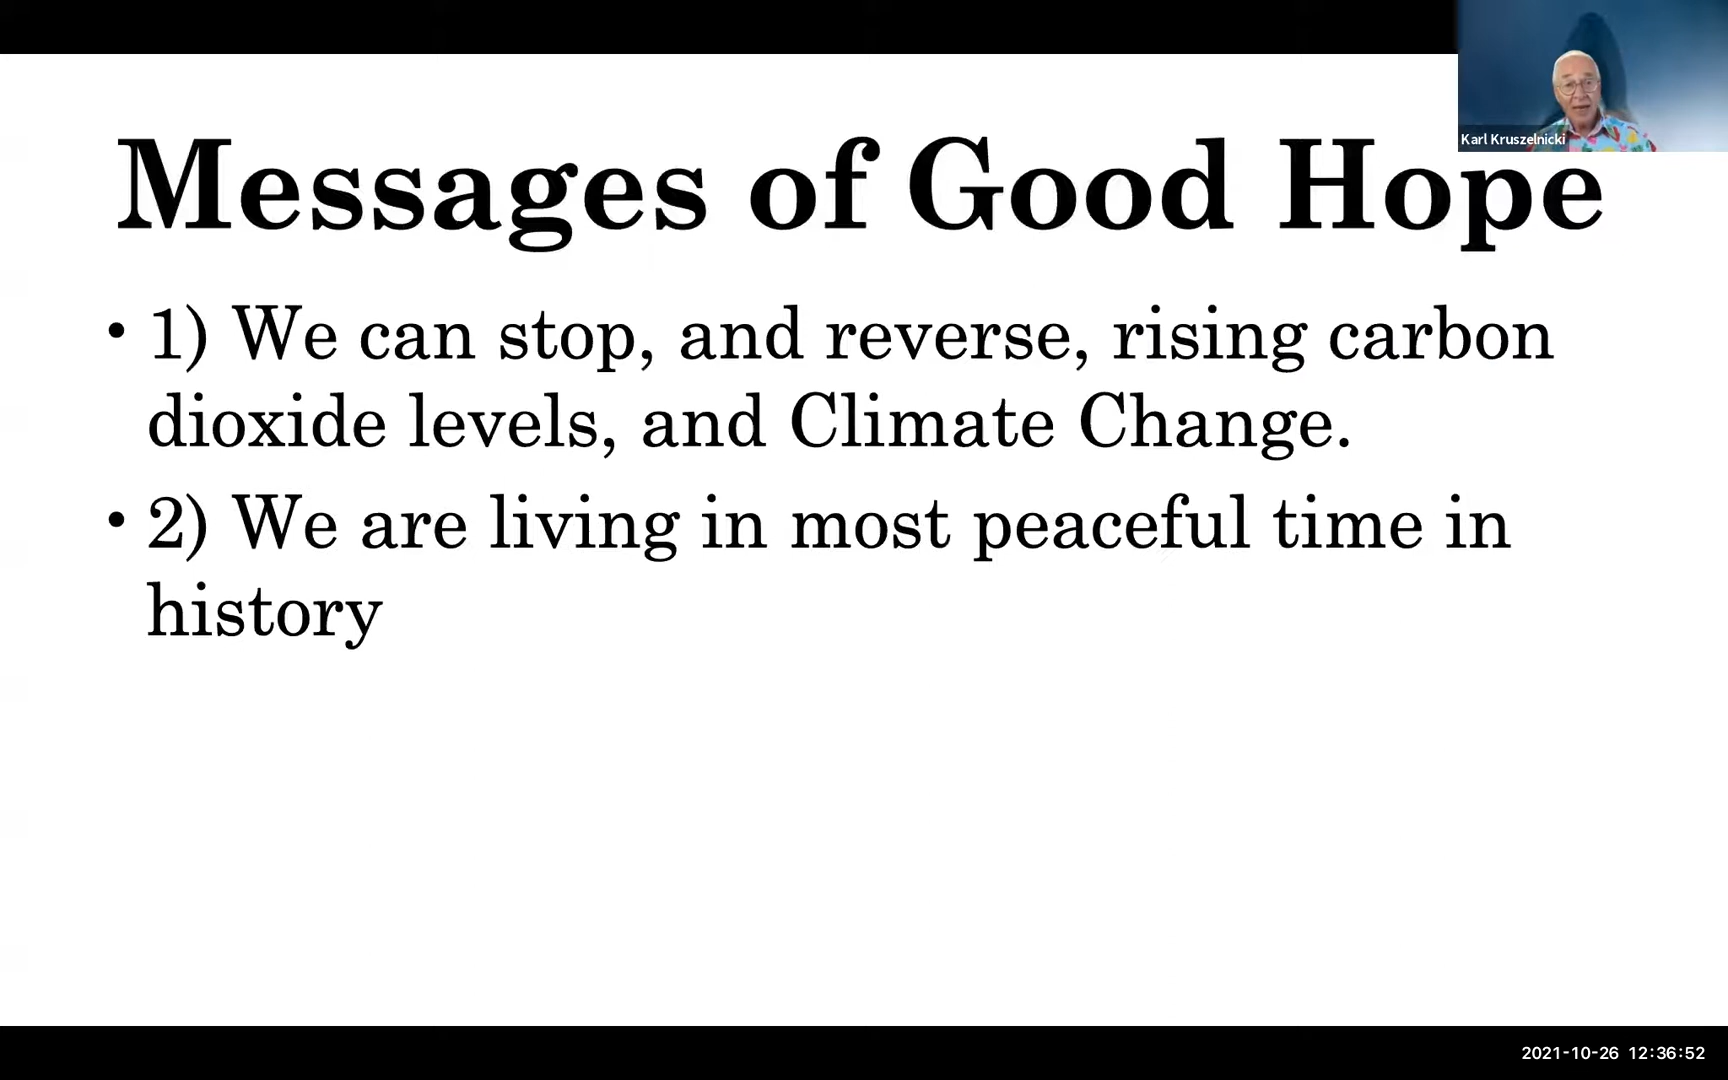 Karl Kruszelnicki
Messages of Good Hope
• 1) We can stop, and reverse, rising carbon
dioxide levels, and Climate Change.
• 2) We are living in most peaceful time in
history
2021-10-26 12:36:52